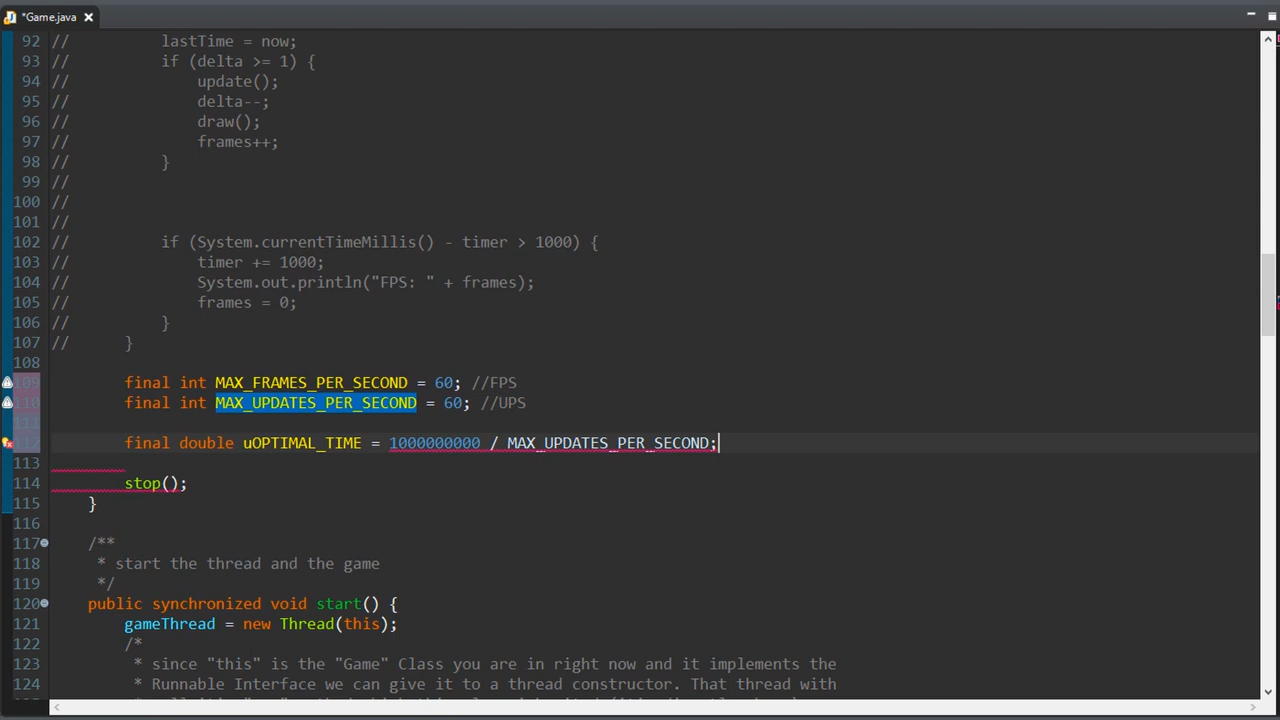 *Game.java
92 // lastTime = now;
93 // if (delta >= 1) {
94 // update();
95 // delta--;
96 // draw();
97 // frames++;
98 // }
99 //
100 //
101 //
102 // if (System.currentTimeMillis() - timer > 1000) {
103 // timer += 1000;
104 // System.out.println("FPS: " + frames);
105 // frames = 0;
106 // }
107 // }
108
109 final int MAX_FRAMES_PER_SECOND = 60; //FPS
110 final int MAX_UPDATES_PER_SECOND = 60; //UPS
111
112 final double uOPTIMAL_TIME = 1000000000 / MAX_UPDATES_PER_SECOND;
113
114 stop();
115 }
116
117 /**
118 * start the thread and the game
119 */
120 public synchronized void start() {
121 gameThread = new Thread(this);
122 /*
123 * since "this" is the "Game" Class you are in right now and it implements the
124 * Runnable Interface we can give it to a thread constructor. That thread with